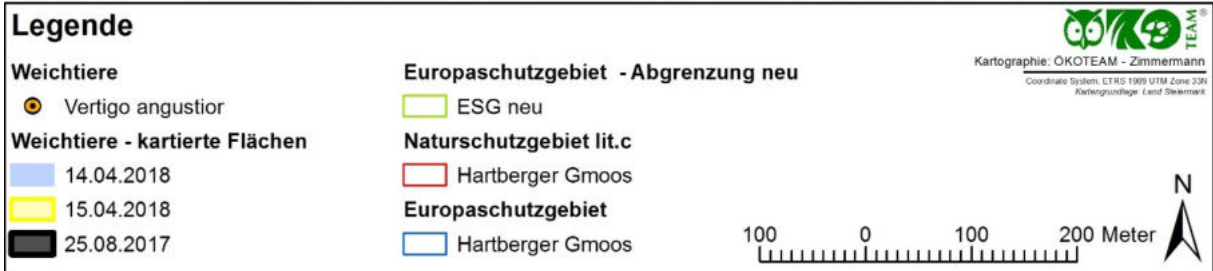 Legende
Weichtiere
Vertigo angustior
Weichtiere - kartierte Flächen
14.04.2018
15.04.2018
25.08.2017
Europaschutzgebiet - Abgrenzung neu
ESG neu
Naturschutzgebiet lit.c
Hartberger Gmoos
Europaschutzgebiet
Hartberger Gmoos
ÖKO TEAM®
Kartographie: ÖKOTEAM - Zimmermann
Coordinate System: ETRS 1989 UTM Zone 33N
Kartengrundlage: Land Steiermark
N
100 0 100 200 Meter